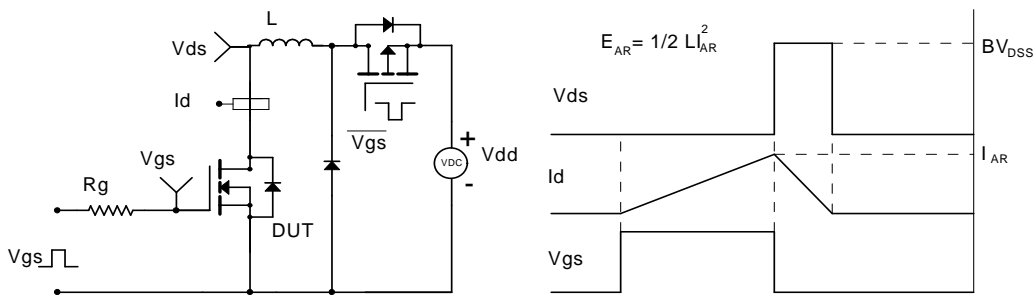 L
Vds
Id
Vgs
Vgs
+
VDC
Vdd
-
Rg
DUT
Vgs
E_AR = 1/2 LI_AR^2
BV_DSS
Vds
I_AR
Id
Vgs